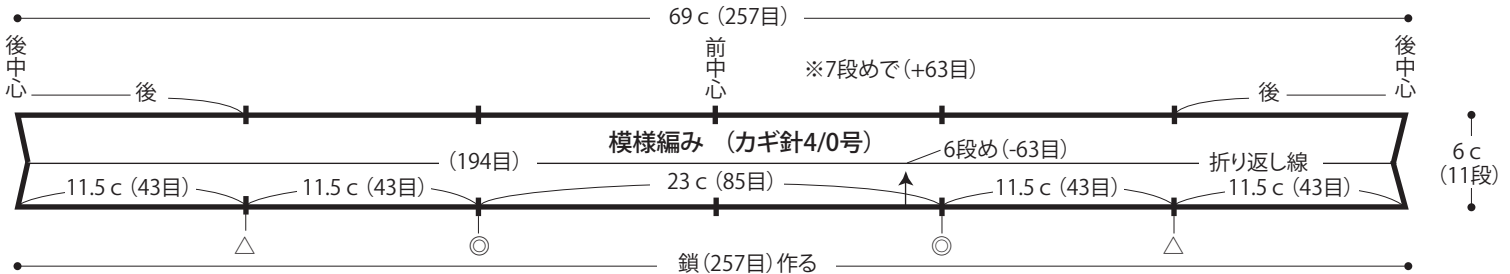 69 c (257目)
後中心
前中心
後中心
※7段めで(+63目)
後
後
模様編み (カギ針4/0号)
(194目)
6段め(-63目)
折り返し線
6 c
(11段)
11.5 c (43目)
11.5 c (43目)
23 c (85目)
11.5 c (43目)
11.5 c (43目)
△
◎
◎
△
鎖(257目)作る